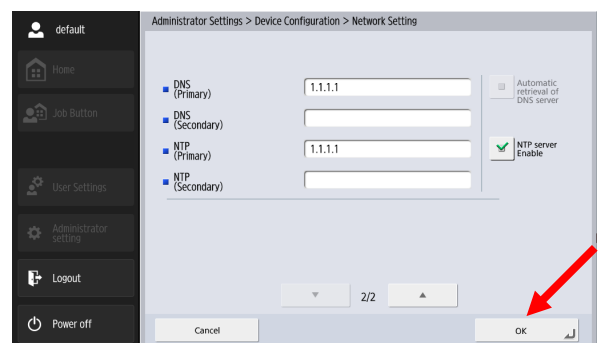 default
Administrator Settings > Device Configuration > Network Setting
Home
Job Button
User Settings
Administrator
setting
Logout
Power off
DNS
(Primary)
1.1.1.1
Automatic
retrieval of
DNS server
DNS
(Secondary)
NTP
(Primary)
1.1.1.1
NTP server
Enable
NTP
(Secondary)
2/2
Cancel
OK